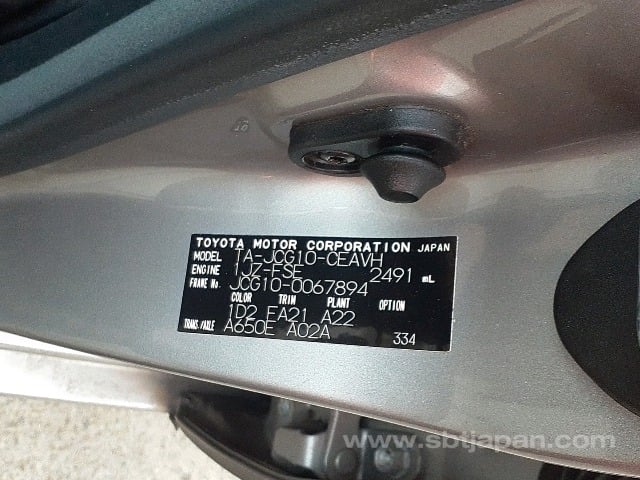 TOYOTA MOTOR CORPORATION JAPAN
MODEL TA-JCG10-CEAVH
ENGINE 1JZ-FSE 2491 mL
FRAME No. JCG10-0067894
COLOR TRIM PLANT OPTION
1D2 EA21 A22
TRANS./AXLE A650E A02A 334
www.sbtjapan.com